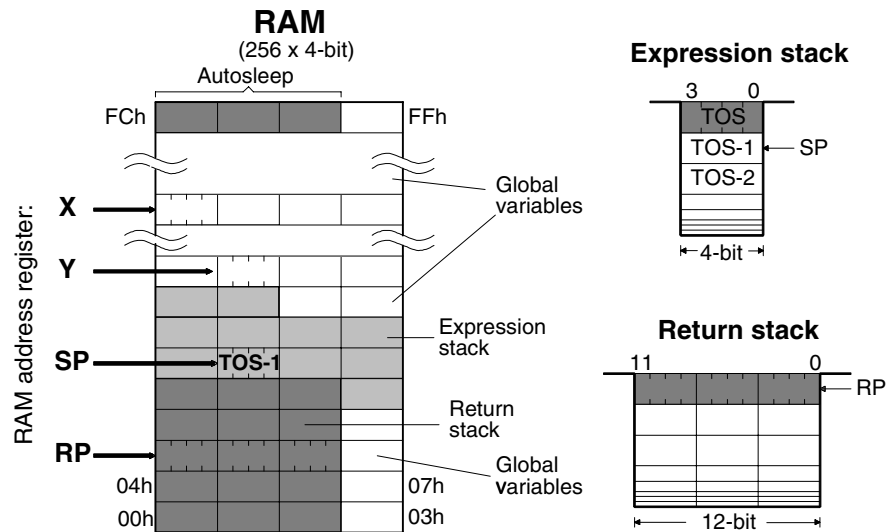 RAM
(256 x 4-bit)
Autosleep
FCh
FFh
RAM address register:
X
Y
SP
TOS-1
RP
04h
00h
07h
03h
Global
variables
Expression
stack
Return
stack
Global
variables
Expression stack
3 0
TOS
TOS-1
TOS-2
SP
4-bit
Return stack
11 0
RP
12-bit